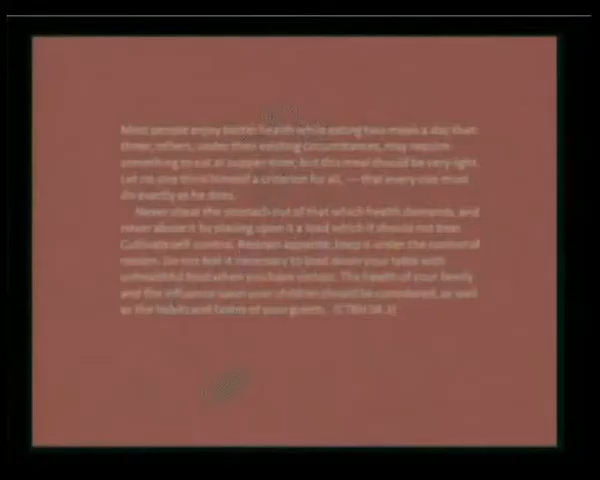 Most people enjoy better health while eating two meals a day than
three; others, under their existing circumstances, may require
something to eat at supper-time; but this meal should be very light.
Let no one think himself a criterion for all, — that every one must
do exactly as he does.
Never cheat the stomach out of that which health demands, and
never abuse it by placing upon it a load which it should not bear.
Cultivate self-control. Restrain appetite; keep it under the control of
reason. Do not feel it necessary to load down your table with
unhealthful food when you have visitors. The health of your family
and the influence upon your children should be considered, as well
as the habits and tastes of your guests.